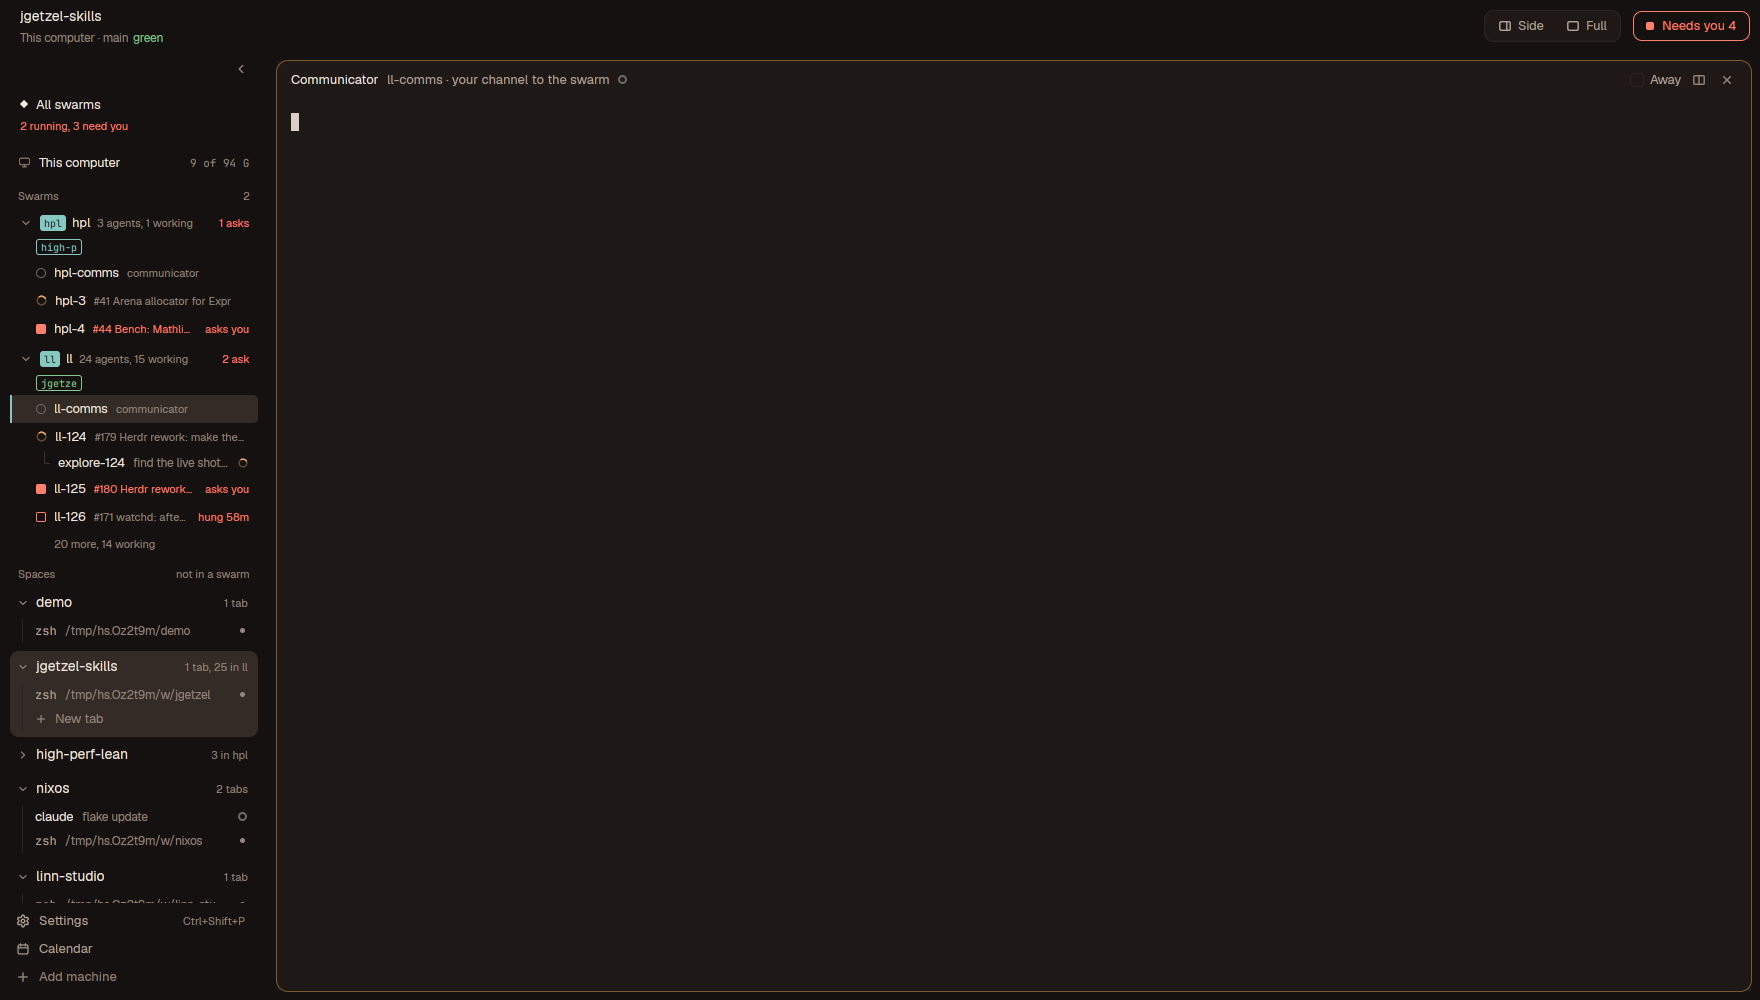 jgetzel-skills
This computer · main green
Side
Full
Needs you 4
All swarms
2 running, 3 need you
This computer 9 of 94 G
Swarms 2
hpl hpl 3 agents, 1 working 1 asks
high-p
hpl-comms communicator
hpl-3 #41 Arena allocator for Expr
hpl-4 #44 Bench: Mathli... asks you
ll ll 24 agents, 15 working 2 ask
jgetze
ll-comms communicator
ll-124 #179 Herdr rework: make the...
explore-124 find the live shot...
ll-125 #180 Herdr rework... asks you
ll-126 #171 watchd: afte... hung 58m
20 more, 14 working
Spaces not in a swarm
demo 1 tab
zsh /tmp/hs.Oz2t9m/demo
jgetzel-skills 1 tab, 25 in ll
zsh /tmp/hs.Oz2t9m/w/jgetzel
+ New tab
high-perf-lean 3 in hpl
nixos 2 tabs
claude flake update
zsh /tmp/hs.Oz2t9m/w/nixos
linn-studio 1 tab
Settings Ctrl+Shift+P
Calendar
+ Add machine
Communicator ll-comms · your channel to the swarm
Away